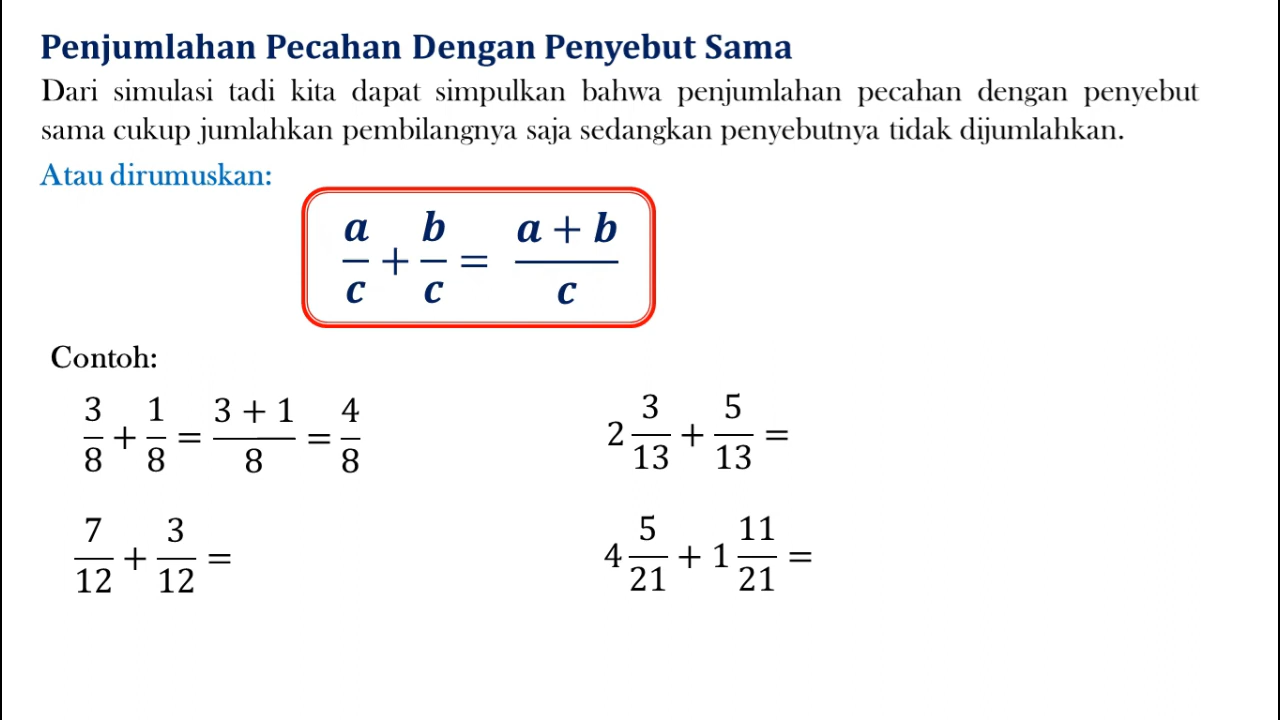 Penjumlahan Pecahan Dengan Penyebut Sama
Dari simulasi tadi kita dapat simpulkan bahwa penjumlahan pecahan dengan penyebut
sama cukup jumlahkan pembilangnya saja sedangkan penyebutnya tidak dijumlahkan.
Atau dirumuskan:
a/c + b/c = (a + b)/c
Contoh:
3/8 + 1/8 = (3 + 1)/8 = 4/8
2 3/13 + 5/13 =
7/12 + 3/12 =
4 5/21 + 1 11/21 =